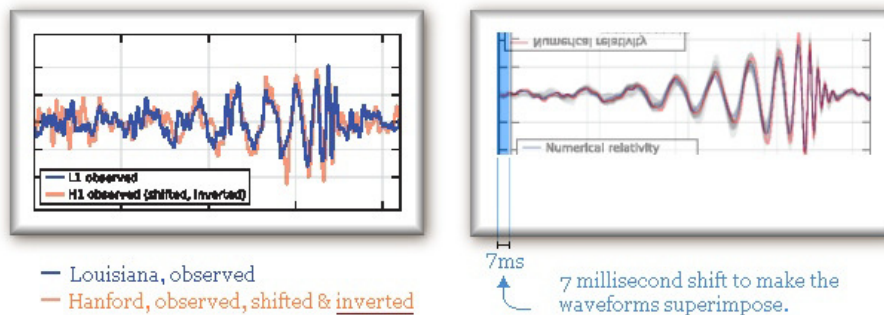 L1 observed
H1 observed (shifted, inverted)
Louisiana, observed
Hanford, observed, shifted & inverted
Numerical relativity
Numerical relativity
7ms
7 millisecond shift to make the
waveforms superimpose.